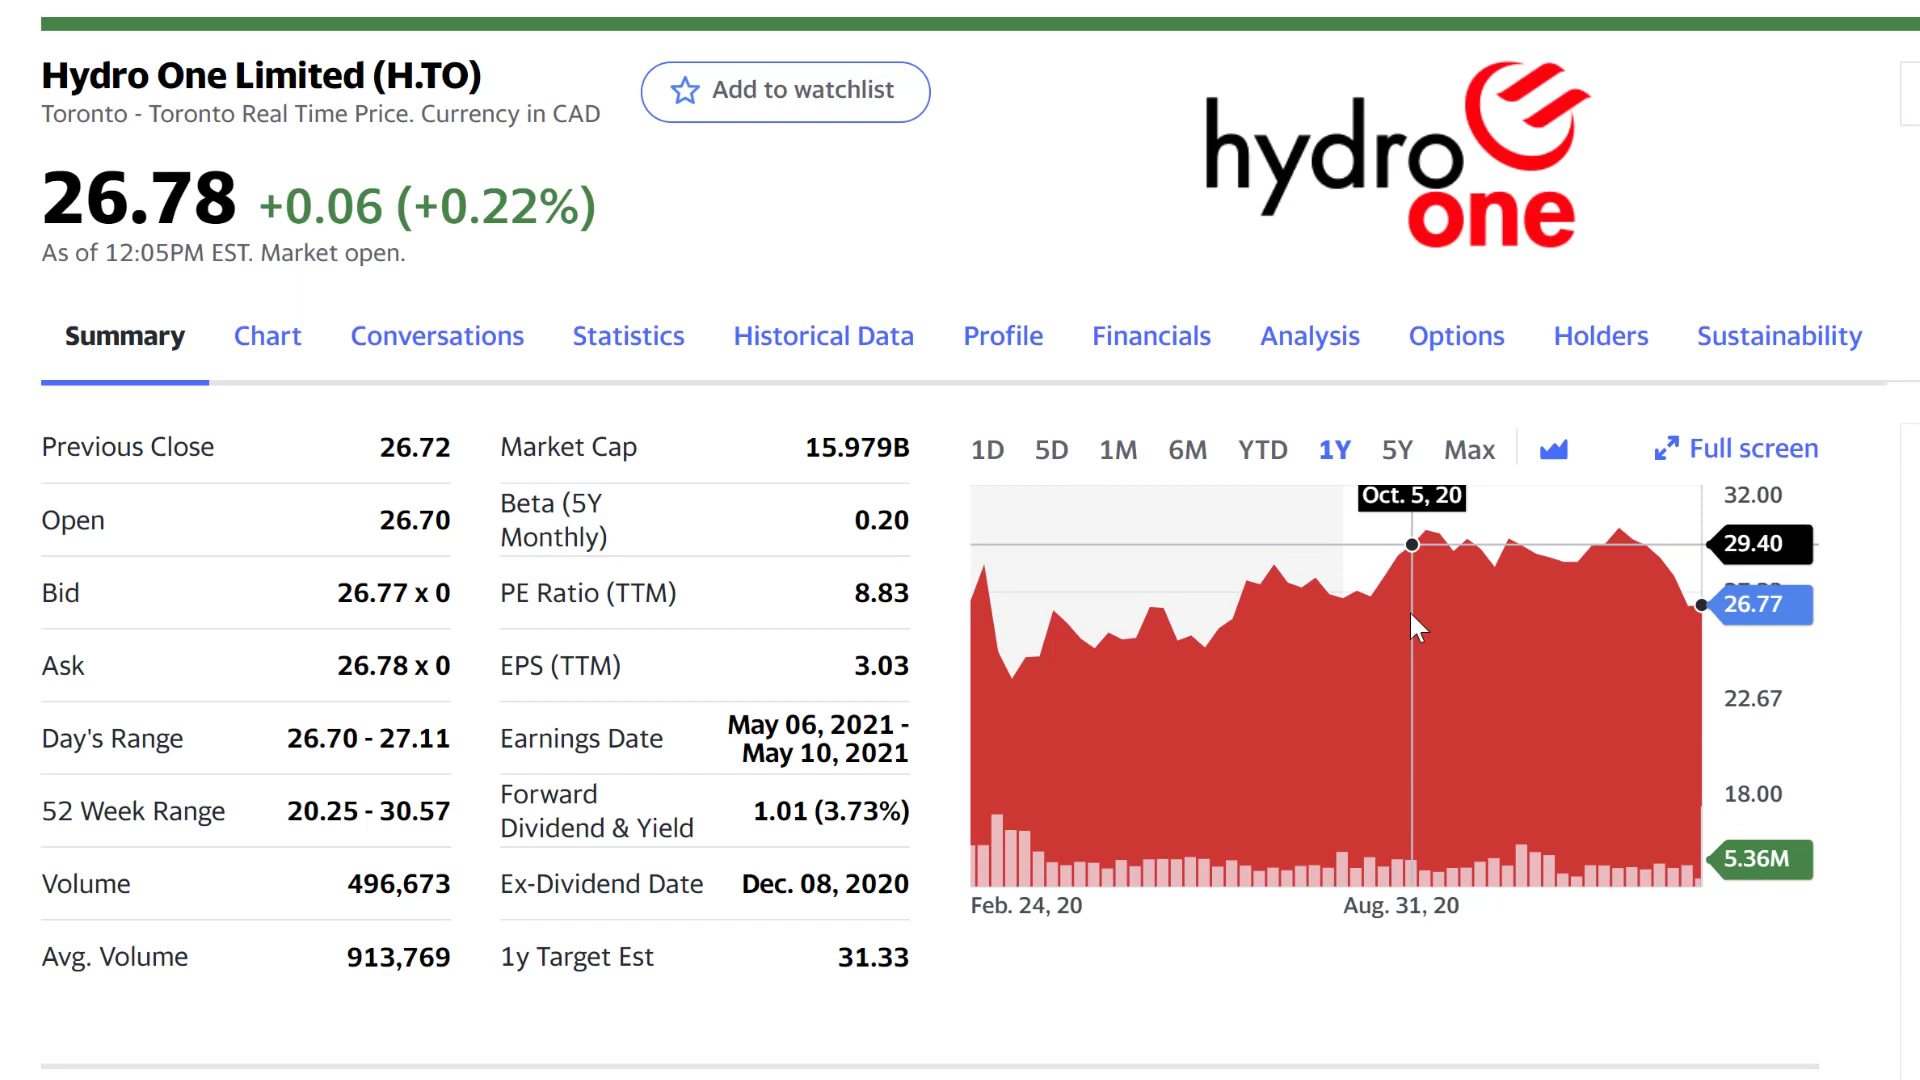 Hydro One Limited (H.TO)
Toronto - Toronto Real Time Price. Currency in CAD
Add to watchlist
hydro
one
26.78 +0.06 (+0.22%)
As of 12:05PM EST. Market open.
Summary Chart Conversations Statistics Historical Data Profile Financials Analysis Options Holders Sustainability
Previous Close 26.72
Open 26.70
Bid 26.77 x 0
Ask 26.78 x 0
Day's Range 26.70 - 27.11
52 Week Range 20.25 - 30.57
Volume 496,673
Avg. Volume 913,769
Market Cap 15.979B
Beta (5Y
Monthly) 0.20
PE Ratio (TTM) 8.83
EPS (TTM) 3.03
Earnings Date May 06, 2021 -
May 10, 2021
Forward
Dividend & Yield 1.01 (3.73%)
Ex-Dividend Date Dec. 08, 2020
1y Target Est 31.33
1D 5D 1M 6M YTD 1Y 5Y Max Full screen
Oct. 5, 20
32.00
29.40
26.77
22.67
18.00
5.36M
Feb. 24, 20 Aug. 31, 20